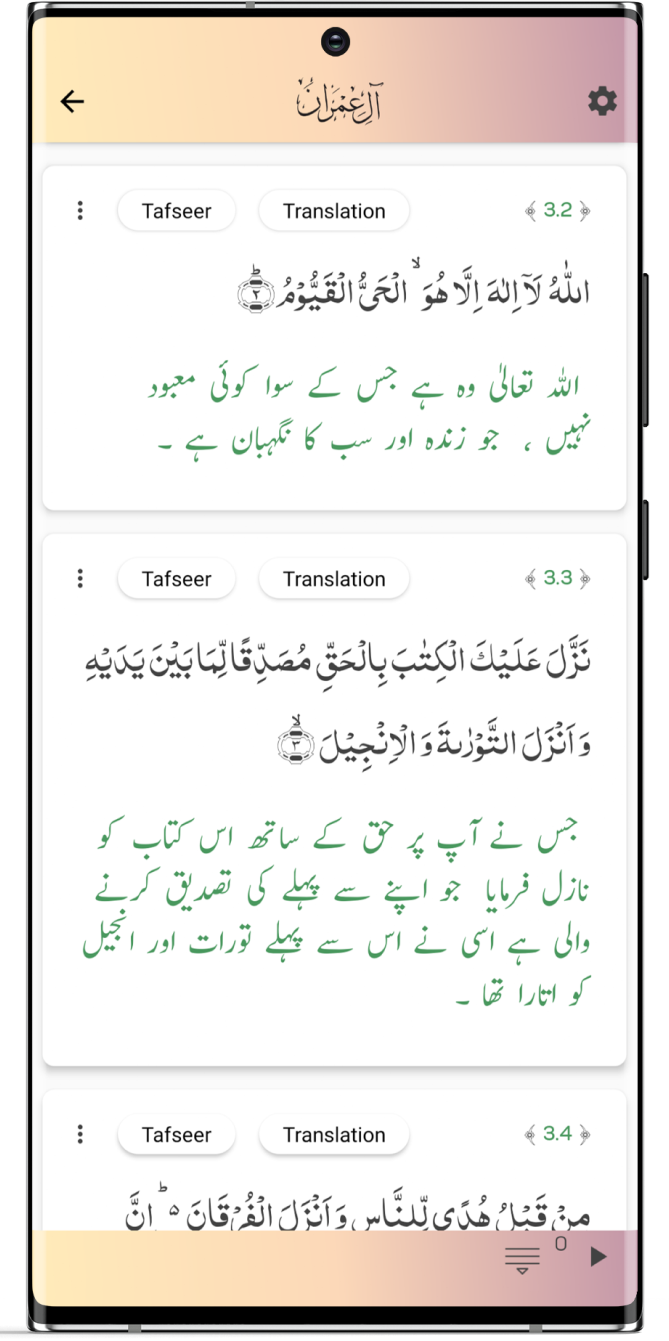 آلِ عِمْرَانَ
Tafseer Translation 3.2
اللّٰهُ لَاۤ اِلٰهَ اِلَّا هُوَ ۙ الْحَىُّ الْقَيُّوْمُؕ ۝۲
اللہ تعالیٰ وہ ہے جس کے سوا کوئی معبود
نہیں ، جو زندہ اور سب کا نگہبان ہے ۔
Tafseer Translation 3.3
نَزَّلَ عَلَيْكَ الْكِتٰبَ بِالْحَقِّ مُصَدِّقًا لِّمَا بَيْنَ يَدَيْهِ
وَ اَنْزَلَ التَّوْرٰىةَ وَ الْاِنْجِيْلَۙ ۝۳
جس نے آپ پر حق کے ساتھ اس کتاب کو
نازل فرمایا جو اپنے سے پہلے کی تصدیق کرنے
والی ہے اسی نے اس سے پہلے تورات اور انجیل
کو اتارا تھا ۔
Tafseer Translation 3.4
مِنْ قَبْلُ هُدًى لِّلنَّاسِ وَ اَنْزَلَ الْفُرْقَانَ ۬ؕ اِنَّ
0